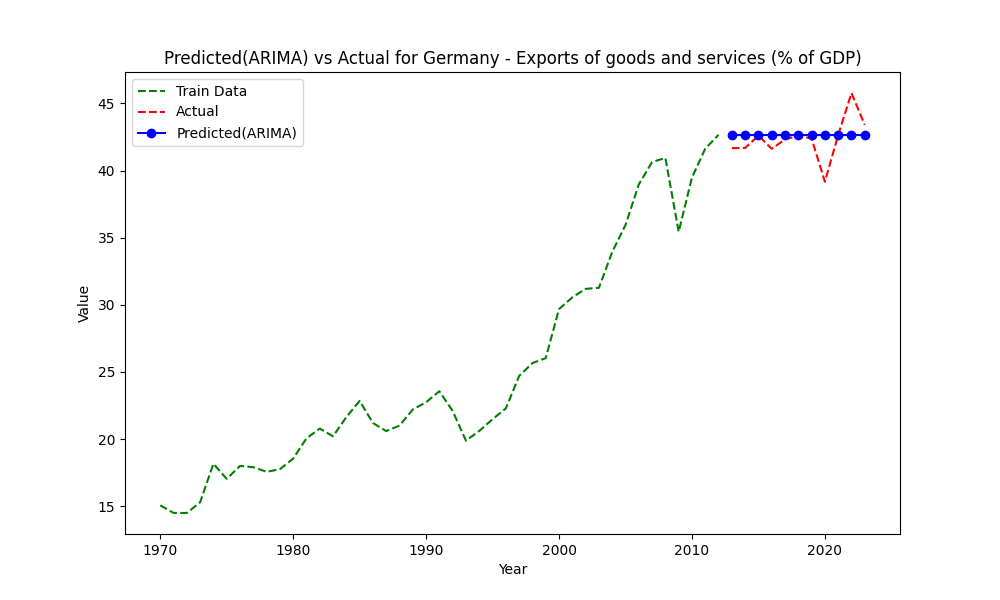 Predicted(ARIMA) vs Actual for Germany - Exports of goods and services (% of GDP)
Train Data
Actual
Predicted(ARIMA)
45
40
35
30
25
20
15
Value
1970 1980 1990 2000 2010 2020
Year